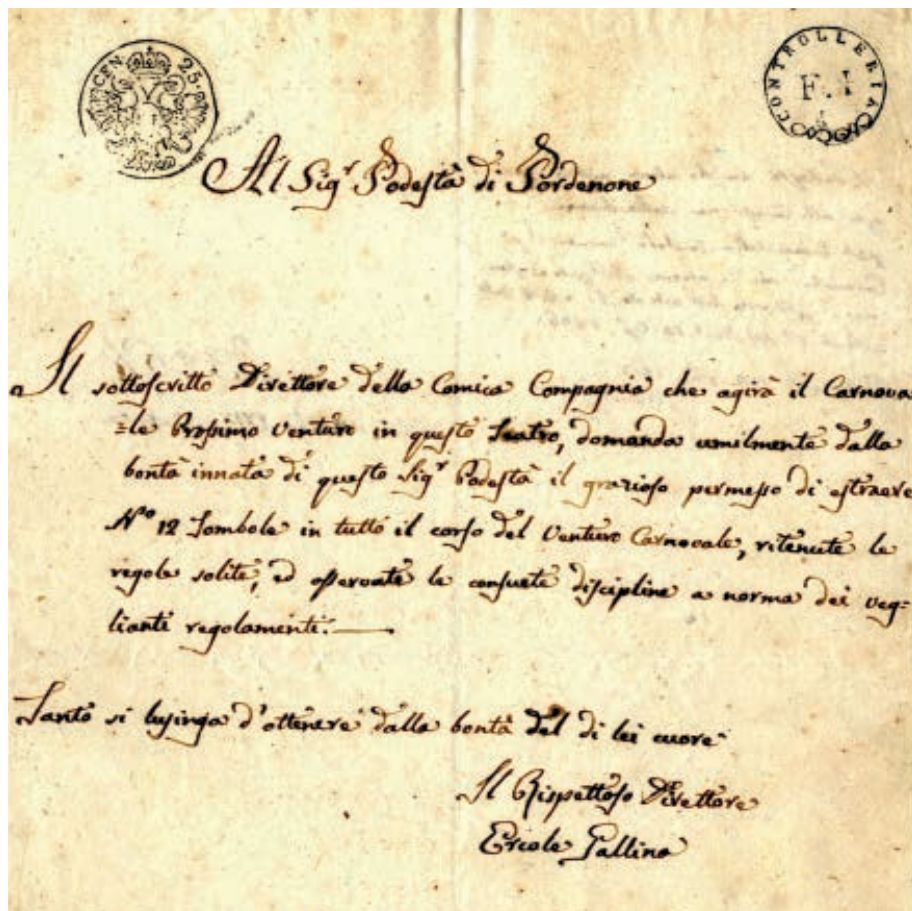 CEN 25
CONTROLLERIA
F. I
Al Sig.r Podestà di Pordenone
Il sottoscritto Direttore della Comica Compagnia che agirà il Carnova
=le Prossimo Venturo in questo Teatro, domanda umilmente dalla
bontà innata di questo Sig.r Podestà il grazioso permesso di estraere
N.o 12 Tombole in tutto il corso del Venturo Carnovale, ritenute le
regole solite, ed osservate le consuete discipline a norma dei veg=
lianti regolamenti.—
Tanto si lusinga d'ottenere dalla bontà del di lei cuore
Il Rispettoso Direttore
Ercole Gallina